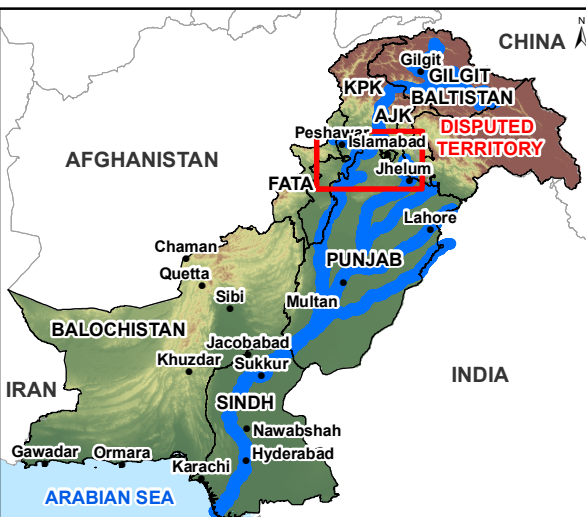 N
CHINA
Gilgit
GILGIT
BALTISTAN
KPK
AJK
DISPUTED
TERRITORY
Peshawar
Islamabad
AFGHANISTAN
Jhelum
FATA
Lahore
Chaman
PUNJAB
Quetta
Sibi
Multan
BALOCHISTAN
Jacobabad
Khuzdar
Sukkur
INDIA
IRAN
SINDH
Nawabshah
Gawadar
Ormara
Hyderabad
Karachi
ARABIAN SEA